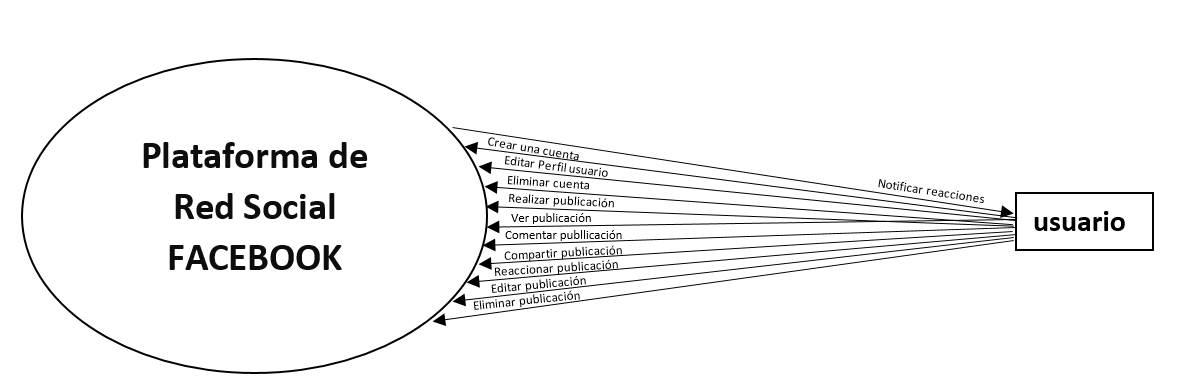 Plataforma de
Red Social
FACEBOOK
Crear una cuenta
Editar Perfil usuario
Eliminar cuenta
Realizar publicación
Ver publicación
Comentar publlicación
Compartir publicación
Reaccionar publicación
Editar publicación
Eliminar publicación
Notificar reacciones
usuario